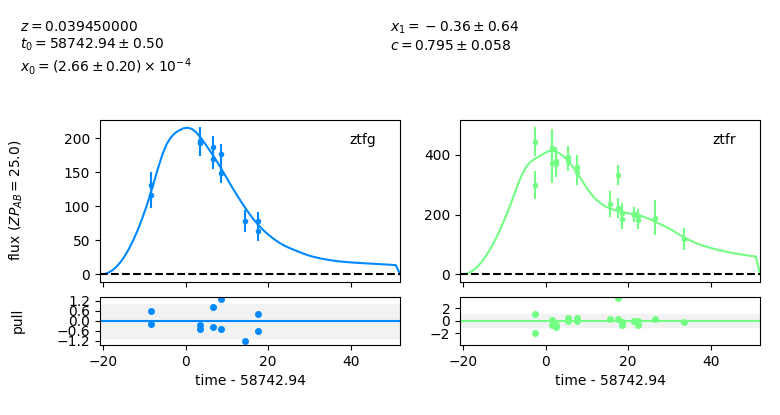 z = 0.039450000
t₀ = 58742.94 ± 0.50
x₀ = (2.66 ± 0.20) × 10⁻⁴
x₁ = −0.36 ± 0.64
c = 0.795 ± 0.058
flux (ZP_AB = 25.0)
200
150
100
50
0
ztfg
400
200
0
ztfr
pull
1.2
0.6
0.0
−0.6
−1.2
2
0
−2
−20 0 20 40
time - 58742.94
−20 0 20 40
time - 58742.94